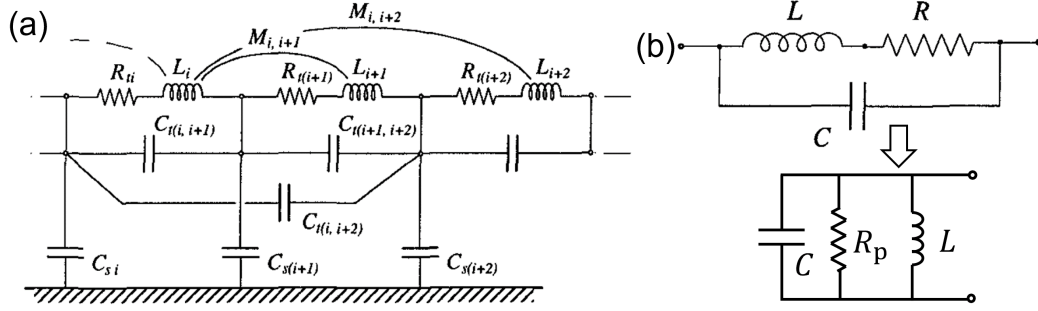 (a)
M_{i, i+2}
M_{i, i+1}
R_{ti}
L_i
R_{t(i+1)}
L_{i+1}
R_{t(i+2)}
L_{i+2}
C_{t(i, i+1)}
C_{t(i+1, i+2)}
C_{t(i, i+2)}
C_{s i}
C_{s(i+1)}
C_{s(i+2)}
(b)
L
R
C
C
R_p
L